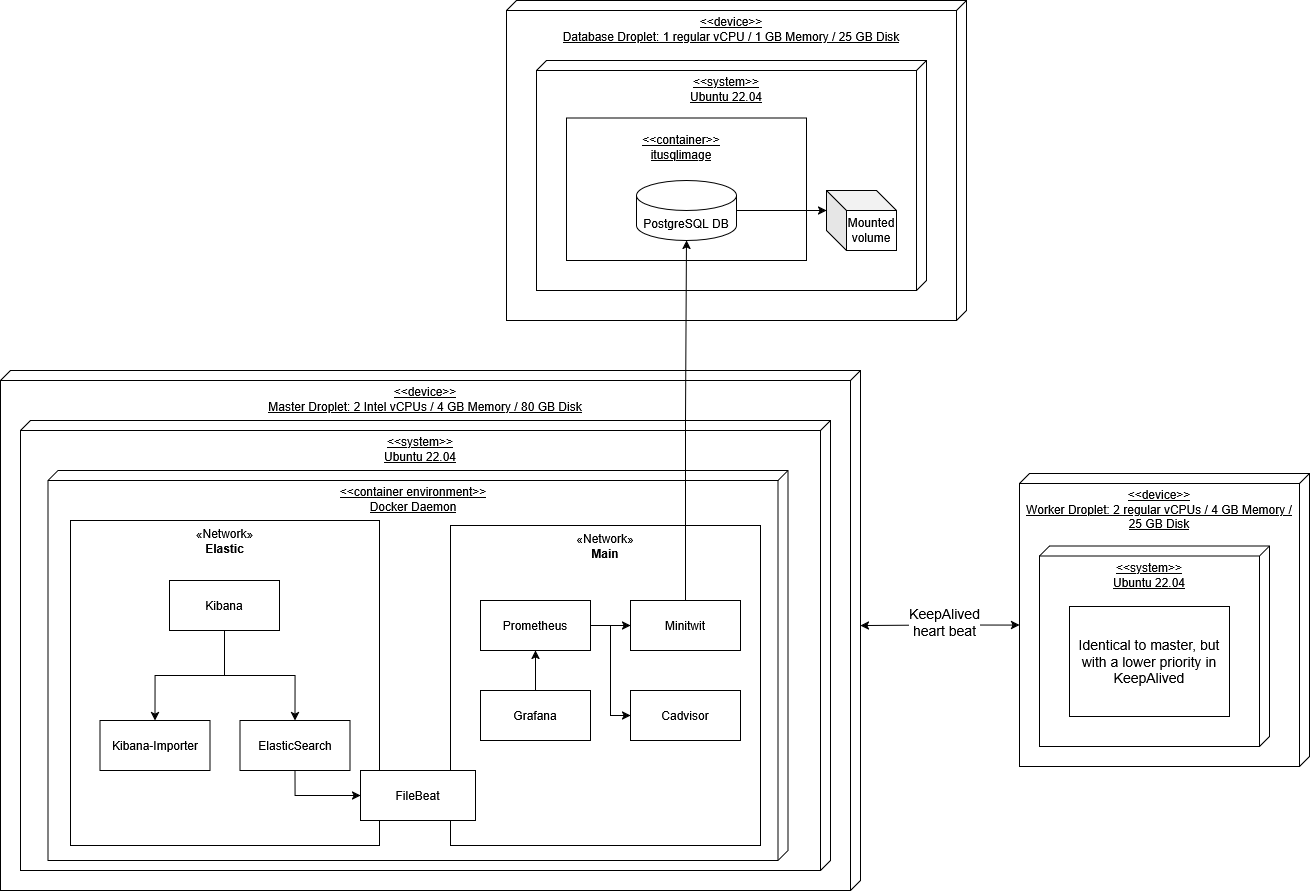 <<device>>
Database Droplet: 1 regular vCPU / 1 GB Memory / 25 GB Disk
<<system>>
Ubuntu 22.04
<<container>>
itusqlimage
PostgreSQL DB
Mounted
volume
<<device>>
Master Droplet: 2 Intel vCPUs / 4 GB Memory / 80 GB Disk
<<system>>
Ubuntu 22.04
<<container environment>>
Docker Daemon
«Network»
Elastic
Kibana
Kibana-Importer
ElasticSearch
FileBeat
«Network»
Main
Prometheus
Minitwit
Grafana
Cadvisor
KeepAlived
heart beat
<<device>>
Worker Droplet: 2 regular vCPUs / 4 GB Memory /
25 GB Disk
<<system>>
Ubuntu 22.04
Identical to master, but
with a lower priority in
KeepAlived